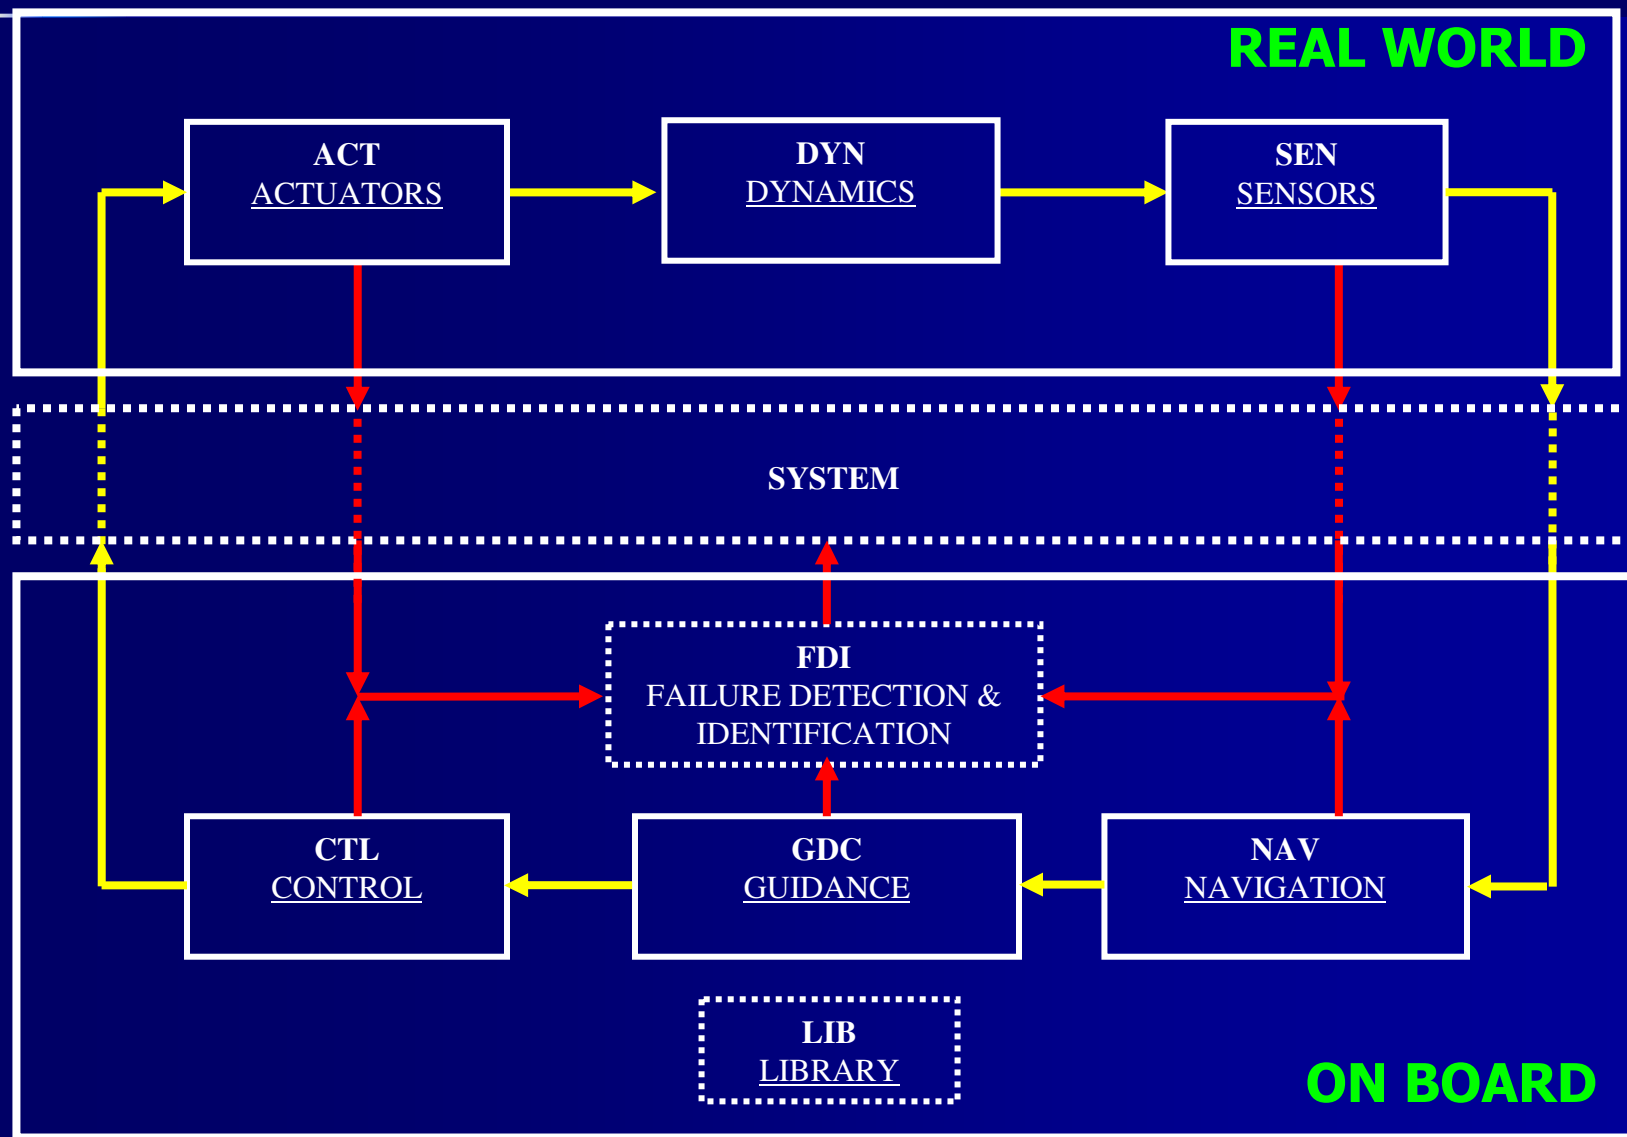 REAL WORLD
ACT
ACTUATORS
DYN
DYNAMICS
SEN
SENSORS
SYSTEM
FDI
FAILURE DETECTION &
IDENTIFICATION
CTL
CONTROL
GDC
GUIDANCE
NAV
NAVIGATION
LIB
LIBRARY
ON BOARD